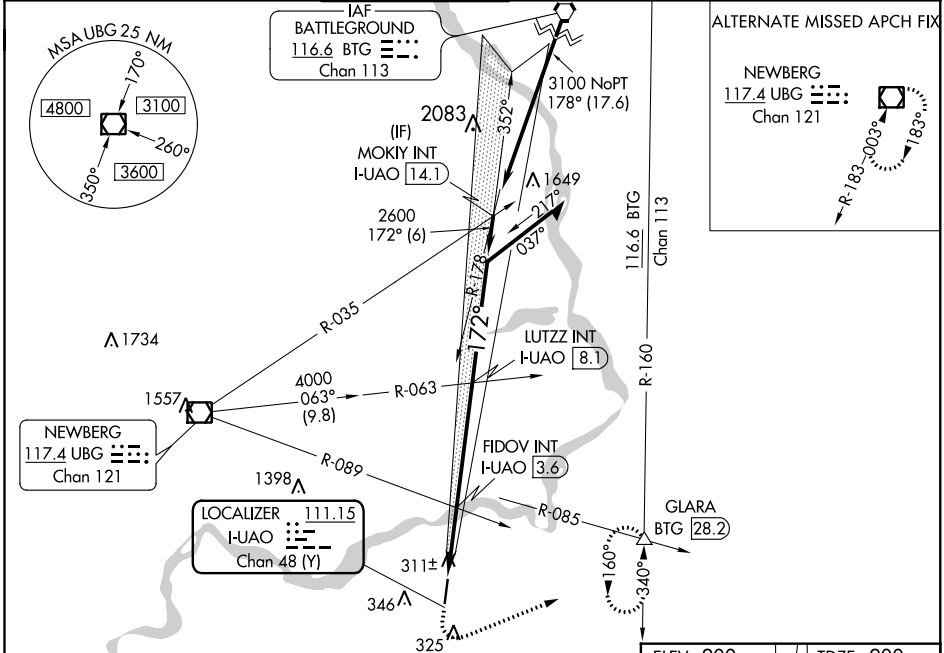 MSA UBG 25 NM
170°
4800
3100
260°
350°
3600
IAF
BATTLEGROUND
116.6 BTG
Chan 113
3100 NoPT
178° (17.6)
2083
352°
(IF)
MOKIY INT
I-UAO 14.1
1649
217°
037°
2600
172° (6)
R-178
R-035
172°
1734
LUTZZ INT
I-UAO 8.1
4000
063°
(9.8)
R-063
1557
NEWBERG
117.4 UBG
Chan 121
R-089
1398
FIDOV INT
I-UAO 3.6
R-085
LOCALIZER 111.15
I-UAO
Chan 48 (Y)
311±
346
325
116.6 BTG
Chan 113
R-160
GLARA
BTG 28.2
160°
340°
ALTERNATE MISSED APCH FIX
NEWBERG
117.4 UBG
Chan 121
R-183
003°
183°